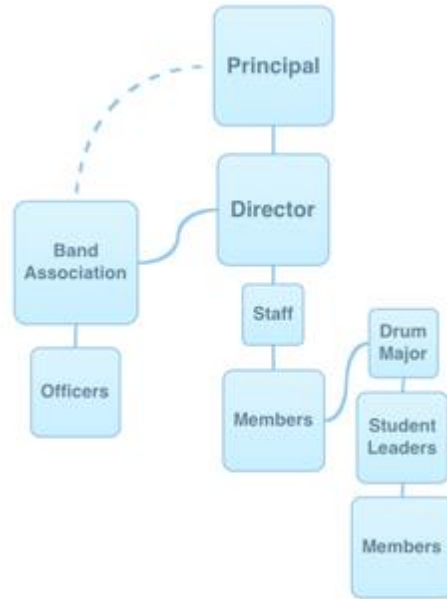 Principal
Director
Band
Association
Staff
Drum
Major
Officers
Members
Student
Leaders
Members